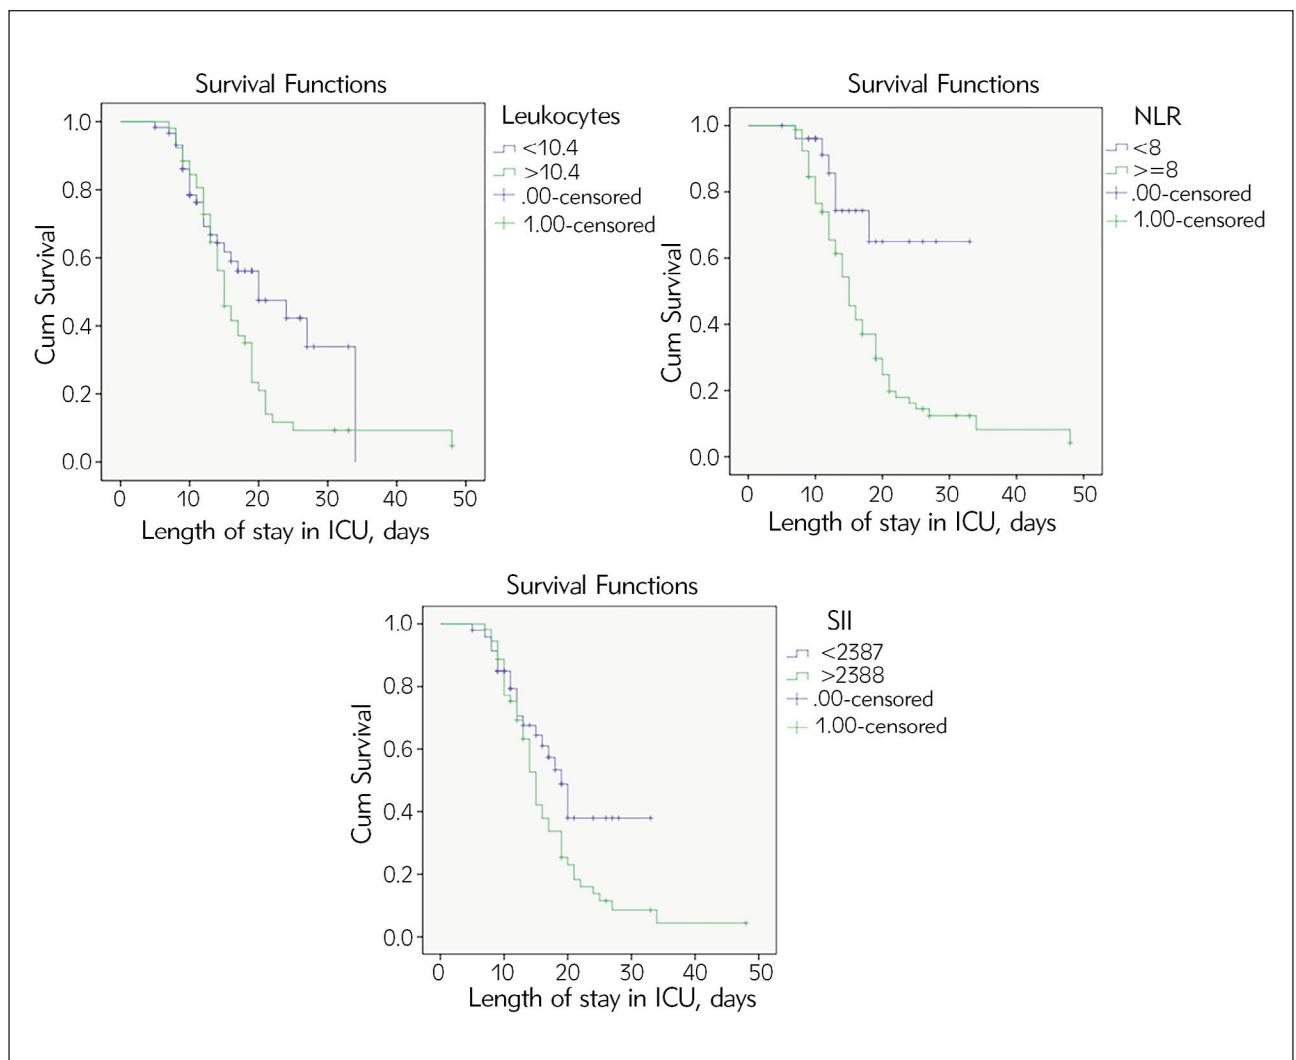 Survival Functions
Leukocytes
<10.4
>10.4
.00-censored
1.00-censored
Cum Survival
1.0
0.8
0.6
0.4
0.2
0.0
0 10 20 30 40 50
Length of stay in ICU, days
Survival Functions
NLR
<8
>=8
.00-censored
1.00-censored
Cum Survival
1.0
0.8
0.6
0.4
0.2
0.0
0 10 20 30 40 50
Length of stay in ICU, days
Survival Functions
SII
<2387
>2388
.00-censored
1.00-censored
Cum Survival
1.0
0.8
0.6
0.4
0.2
0.0
0 10 20 30 40 50
Length of stay in ICU, days